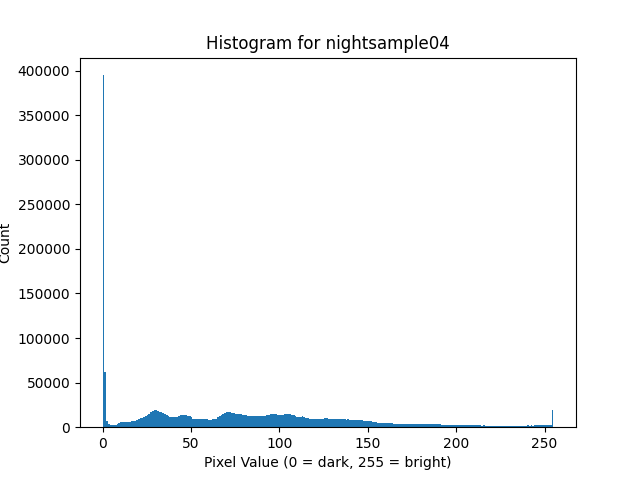 Histogram for nightsample04
400000
350000
300000
250000
200000
150000
100000
50000
0
Count
0 50 100 150 200 250
Pixel Value (0 = dark, 255 = bright)